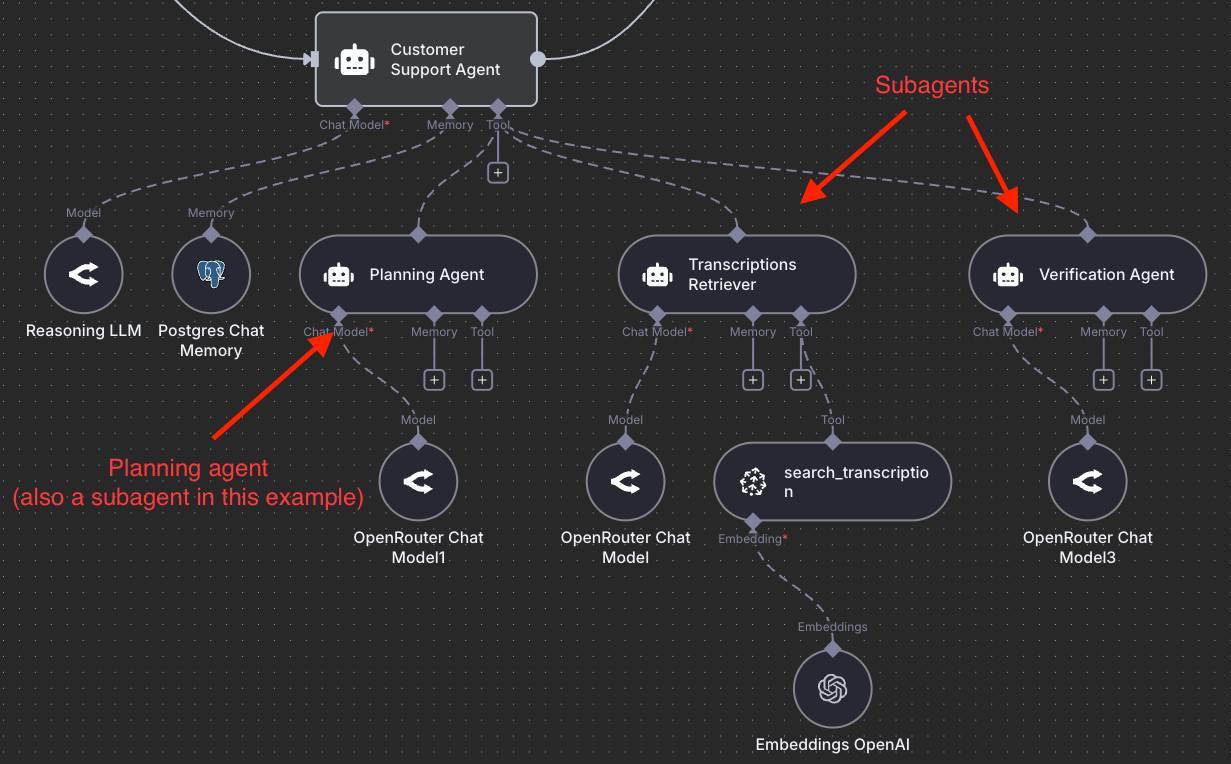 Customer
Support Agent
Subagents
Chat Model*
Memory
Tool
Model
Memory
Reasoning LLM
Postgres Chat
Memory
Planning Agent
Transcriptions
Retriever
Verification Agent
Chat Model*
Memory
Tool
Chat Model*
Memory
Tool
Chat Model*
Memory
Tool
Planning agent
(also a subagent in this example)
Model
OpenRouter Chat
Model1
Model
OpenRouter Chat
Model
Tool
search_transcriptio
n
Embedding*
Model
OpenRouter Chat
Model3
Embeddings
Embeddings OpenAI